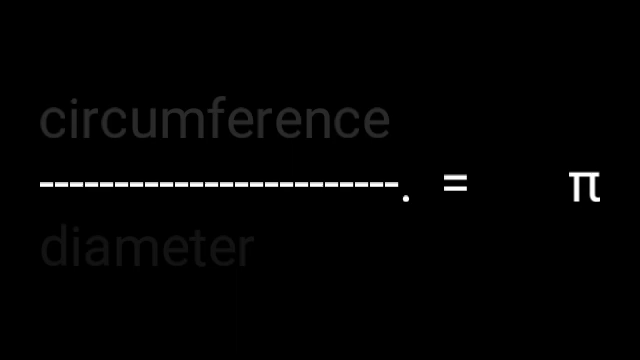 circumference
------------------------. = π
diameter